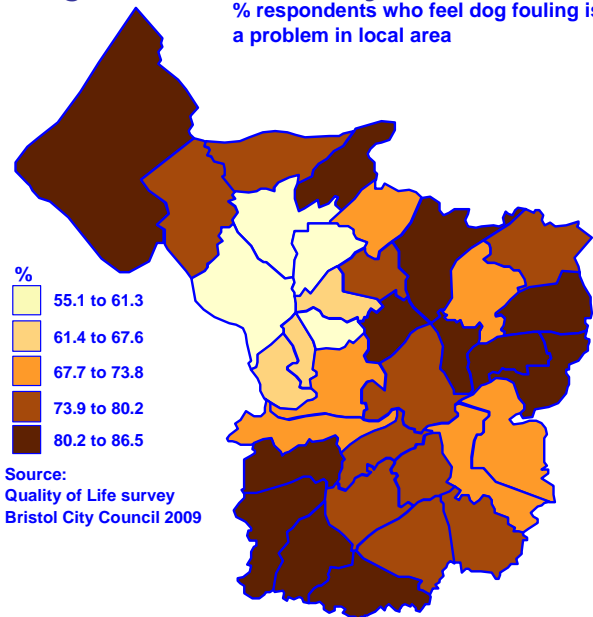 % respondents who feel dog fouling is
a problem in local area
%
55.1 to 61.3
61.4 to 67.6
67.7 to 73.8
73.9 to 80.2
80.2 to 86.5
Source:
Quality of Life survey
Bristol City Council 2009